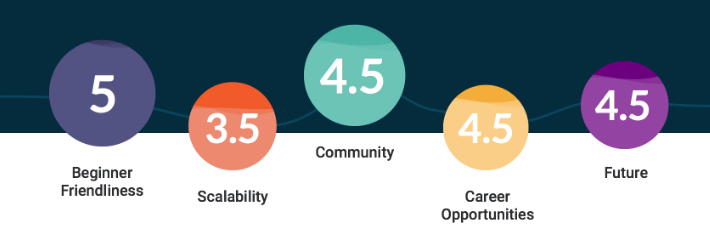 5
Beginner
Friendliness
3.5
Scalability
4.5
Community
4.5
Career
Opportunities
4.5
Future